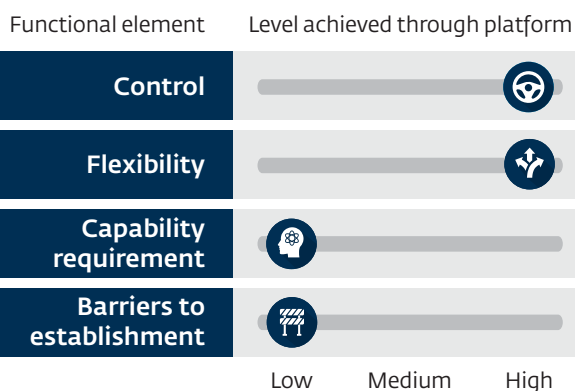 Functional element Level achieved through platform
Control
Flexibility
Capability
requirement
Barriers to
establishment
Low Medium High